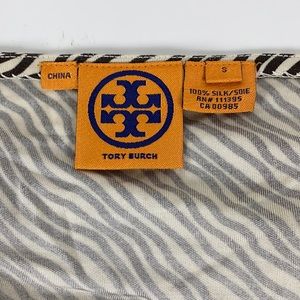 CHINA
TORY BURCH
S
100% SILK/SOIE
RN# 111395
CA 00985